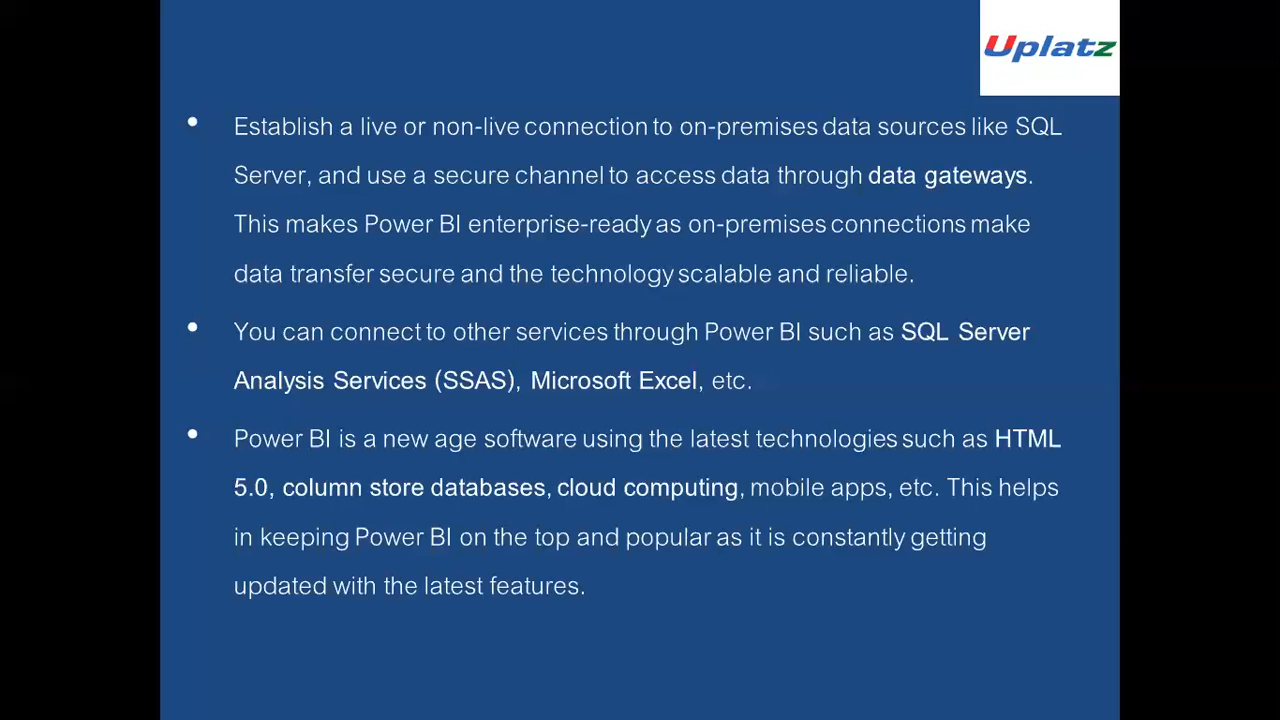 Uplatz
• Establish a live or non-live connection to on-premises data sources like SQL
Server, and use a secure channel to access data through data gateways.
This makes Power BI enterprise-ready as on-premises connections make
data transfer secure and the technology scalable and reliable.
• You can connect to other services through Power BI such as SQL Server
Analysis Services (SSAS), Microsoft Excel, etc.
• Power BI is a new age software using the latest technologies such as HTML
5.0, column store databases, cloud computing, mobile apps, etc. This helps
in keeping Power BI on the top and popular as it is constantly getting
updated with the latest features.